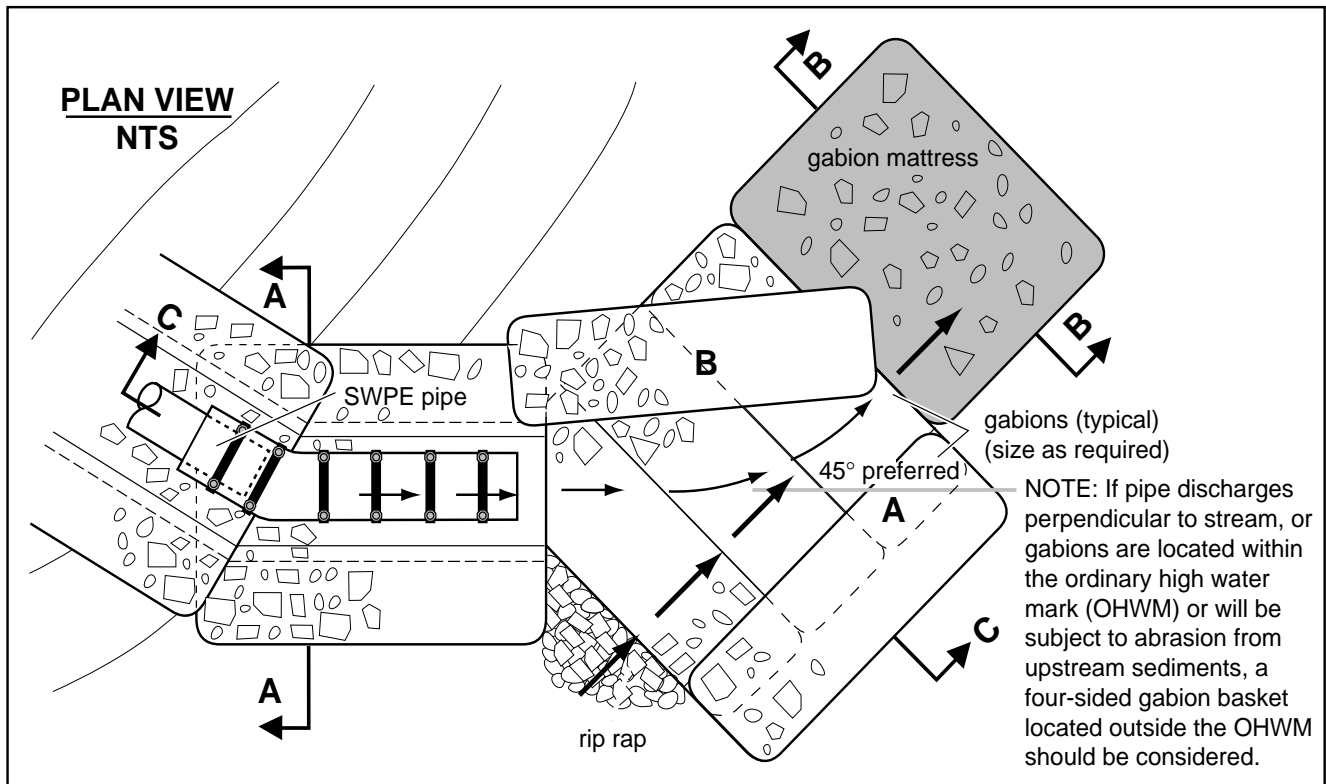 PLAN VIEW
NTS
B
gabion mattress
A
C
SWPE pipe
B
B
gabions (typical)
(size as required)
45° preferred
A
NOTE: If pipe discharges
perpendicular to stream, or
gabions are located within
the ordinary high water
mark (OHWM) or will be
subject to abrasion from
upstream sediments, a
four-sided gabion basket
located outside the OHWM
should be considered.
C
A
rip rap